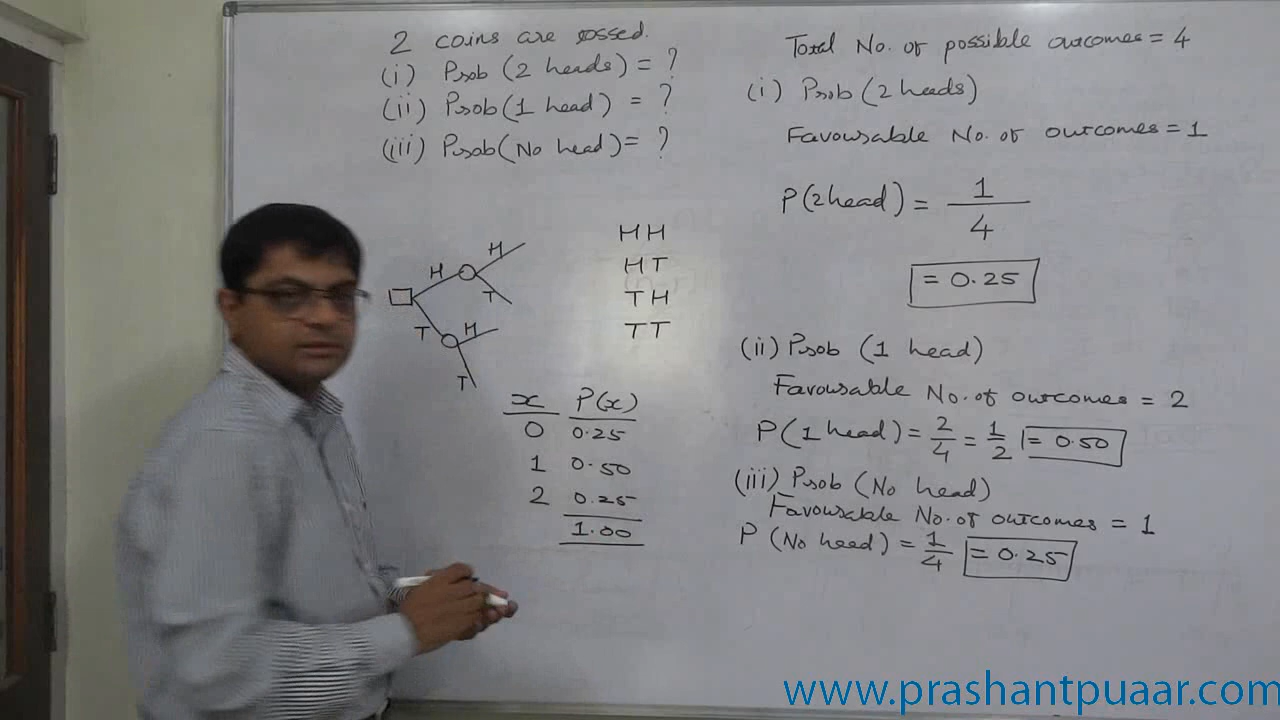 2 coins are tossed.
(i) Prob (2 heads) = ?
(ii) Prob (1 head) = ?
(iii) Prob (No head) = ?
H
H
T
T
H
T
HH
HT
TH
TT
x P(x)
0 0.25
1 0.50
2 0.25
1.00
Total No. of possible outcomes = 4
(i) Prob (2 heads)
Favourable No. of outcomes = 1
P(2 head) = 1
4
= 0.25
(ii) Prob (1 head)
Favourable No. of outcomes = 2
P(1 head) = 2/4 = 1/2 = 0.50
(iii) Prob (No head)
Favourable No. of outcomes = 1
P (No head) = 1/4 = 0.25
www.prashantpuaar.com